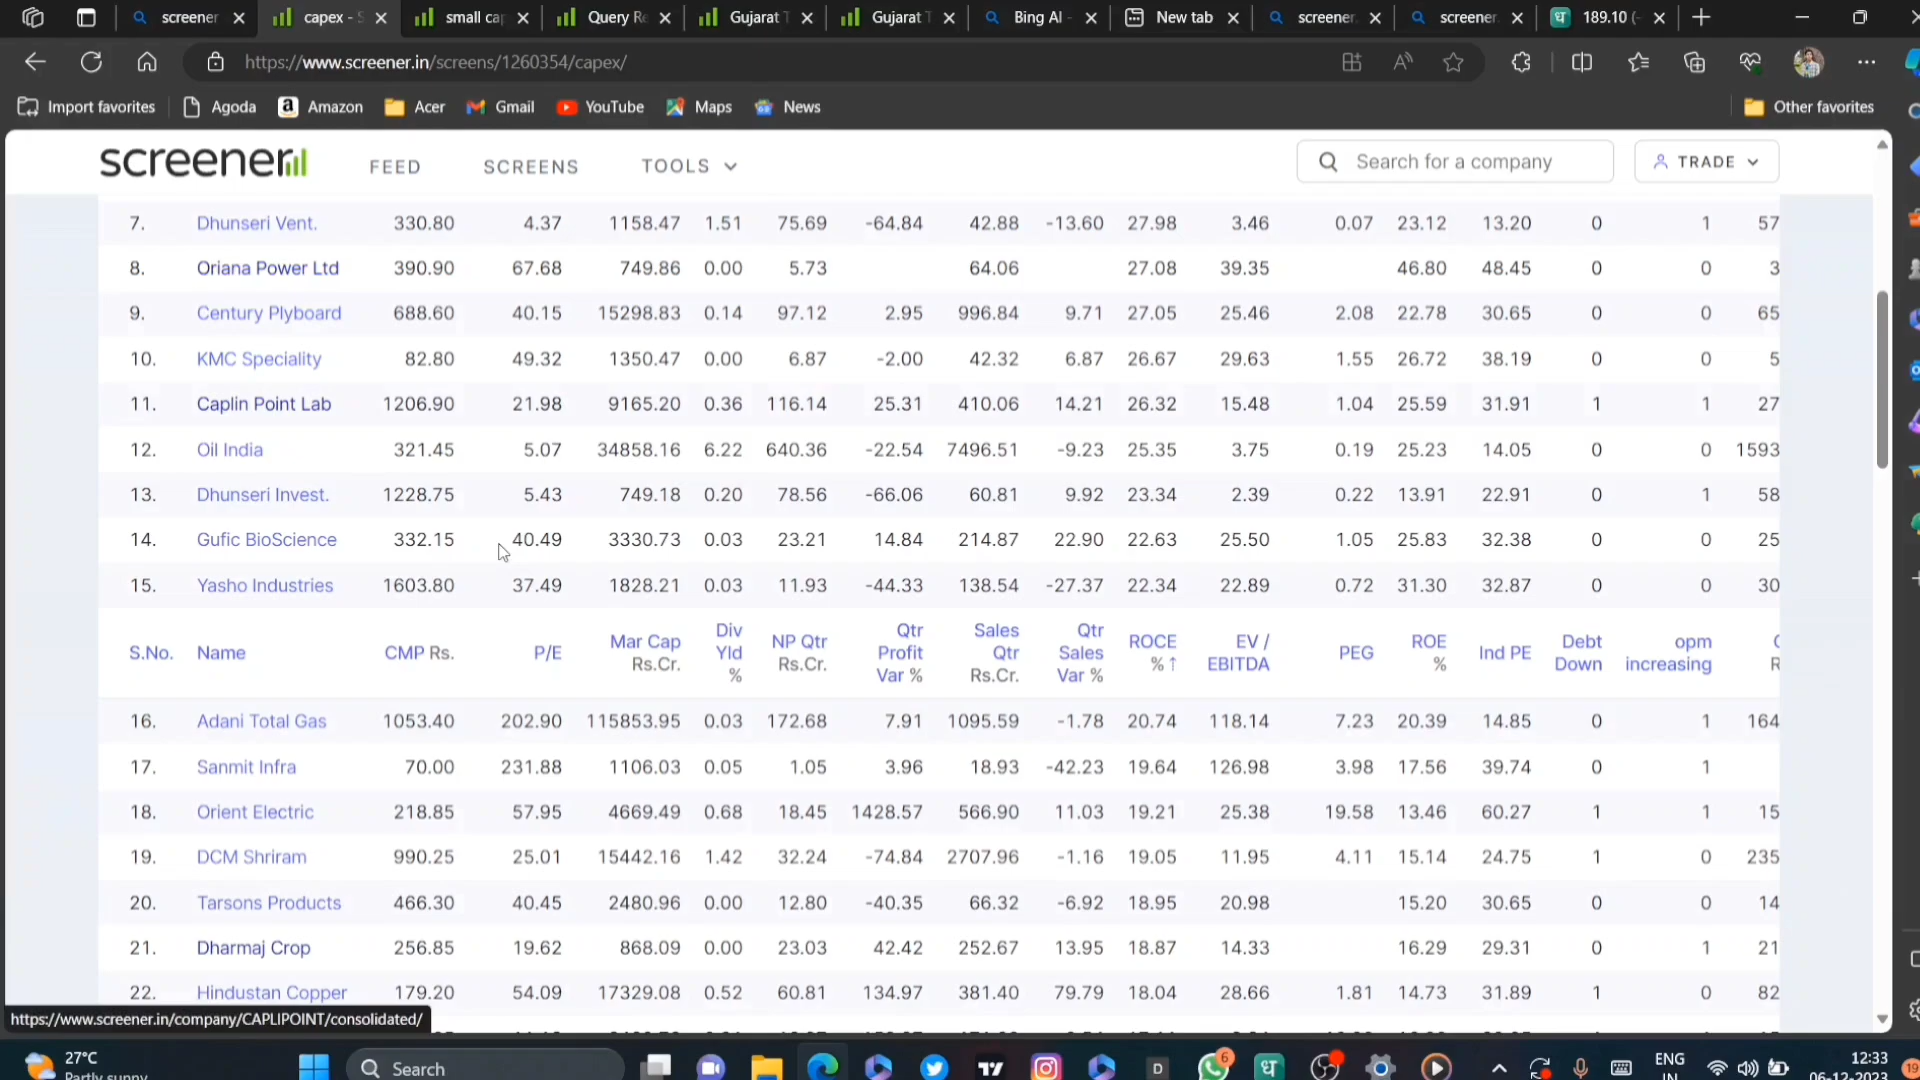 screener
capex - S
small cap
Query Re
Gujarat T
Gujarat T
Bing AI -
New tab
screener.
screener.
189.10 (-
https://www.screener.in/screens/1260354/capex/
Import favorites
Agoda
Amazon
Acer
Gmail
YouTube
Maps
News
Other favorites
screener
FEED
SCREENS
TOOLS
Search for a company
TRADE
7. Dhunseri Vent. 330.80 4.37 1158.47 1.51 75.69 -64.84 42.88 -13.60 27.98 3.46 0.07 23.12 13.20 0 1 57
8. Oriana Power Ltd 390.90 67.68 749.86 0.00 5.73 64.06 27.08 39.35 46.80 48.45 0 0 3
9. Century Plyboard 688.60 40.15 15298.83 0.14 97.12 2.95 996.84 9.71 27.05 25.46 2.08 22.78 30.65 0 0 65
10. KMC Speciality 82.80 49.32 1350.47 0.00 6.87 -2.00 42.32 6.87 26.67 29.63 1.55 26.72 38.19 0 0 5
11. Caplin Point Lab 1206.90 21.98 9165.20 0.36 116.14 25.31 410.06 14.21 26.32 15.48 1.04 25.59 31.91 1 1 27
12. Oil India 321.45 5.07 34858.16 6.22 640.36 -22.54 7496.51 -9.23 25.35 3.75 0.19 25.23 14.05 0 0 1593
13. Dhunseri Invest. 1228.75 5.43 749.18 0.20 78.56 -66.06 60.81 9.92 23.34 2.39 0.22 13.91 22.91 0 1 58
14. Gufic BioScience 332.15 40.49 3330.73 0.03 23.21 14.84 214.87 22.90 22.63 25.50 1.05 25.83 32.38 0 0 25
15. Yasho Industries 1603.80 37.49 1828.21 0.03 11.93 -44.33 138.54 -27.37 22.34 22.89 0.72 31.30 32.87 0 0 30
S.No. Name CMP Rs. P/E Mar Cap Rs.Cr. Div Yld % NP Qtr Rs.Cr. Qtr Profit Var % Sales Qtr Rs.Cr. Qtr Sales Var % ROCE % ↑ EV / EBITDA PEG ROE % Ind PE Debt Down opm increasing
16. Adani Total Gas 1053.40 202.90 115853.95 0.03 172.68 7.91 1095.59 -1.78 20.74 118.14 7.23 20.39 14.85 0 1 164
17. Sanmit Infra 70.00 231.88 1106.03 0.05 1.05 3.96 18.93 -42.23 19.64 126.98 3.98 17.56 39.74 0 1
18. Orient Electric 218.85 57.95 4669.49 0.68 18.45 1428.57 566.90 11.03 19.21 25.38 19.58 13.46 60.27 1 1 15
19. DCM Shriram 990.25 25.01 15442.16 1.42 32.24 -74.84 2707.96 -1.16 19.05 11.95 4.11 15.14 24.75 1 0 235
20. Tarsons Products 466.30 40.45 2480.96 0.00 12.80 -40.35 66.32 -6.92 18.95 20.98 15.20 30.65 0 0 14
21. Dharmaj Crop 256.85 19.62 868.09 0.00 23.03 42.42 252.67 13.95 18.87 14.33 16.29 29.31 0 1 21
22. Hindustan Copper 179.20 54.09 17329.08 0.52 60.81 134.97 381.40 79.79 18.04 28.66 1.81 14.73 31.89 1 0 82
https://www.screener.in/company/CAPLIPOINT/consolidated/
27°C
Partly sunny
Search
6
ENG
IN
12:33
06-12-2023
19